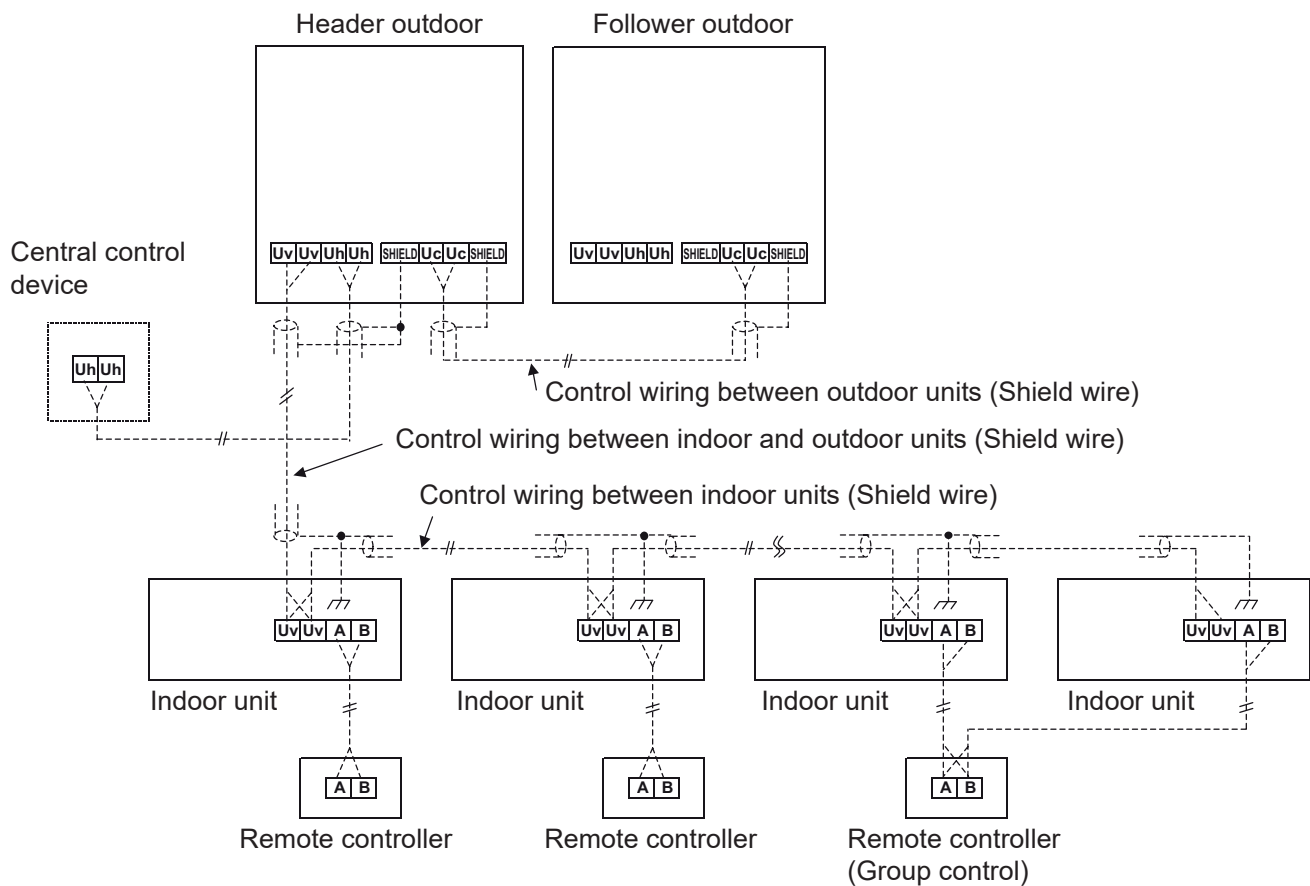 Header outdoor
Follower outdoor
Uv Uv Uh Uh SHIELD Uc Uc SHIELD
Uv Uv Uh Uh SHIELD Uc Uc SHIELD
Central control
device
Uh Uh
Control wiring between outdoor units (Shield wire)
Control wiring between indoor and outdoor units (Shield wire)
Control wiring between indoor units (Shield wire)
Uv Uv A B
Uv Uv A B
Uv Uv A B
Uv Uv A B
Indoor unit
Indoor unit
Indoor unit
Indoor unit
A B
A B
A B
Remote controller
Remote controller
Remote controller
(Group control)